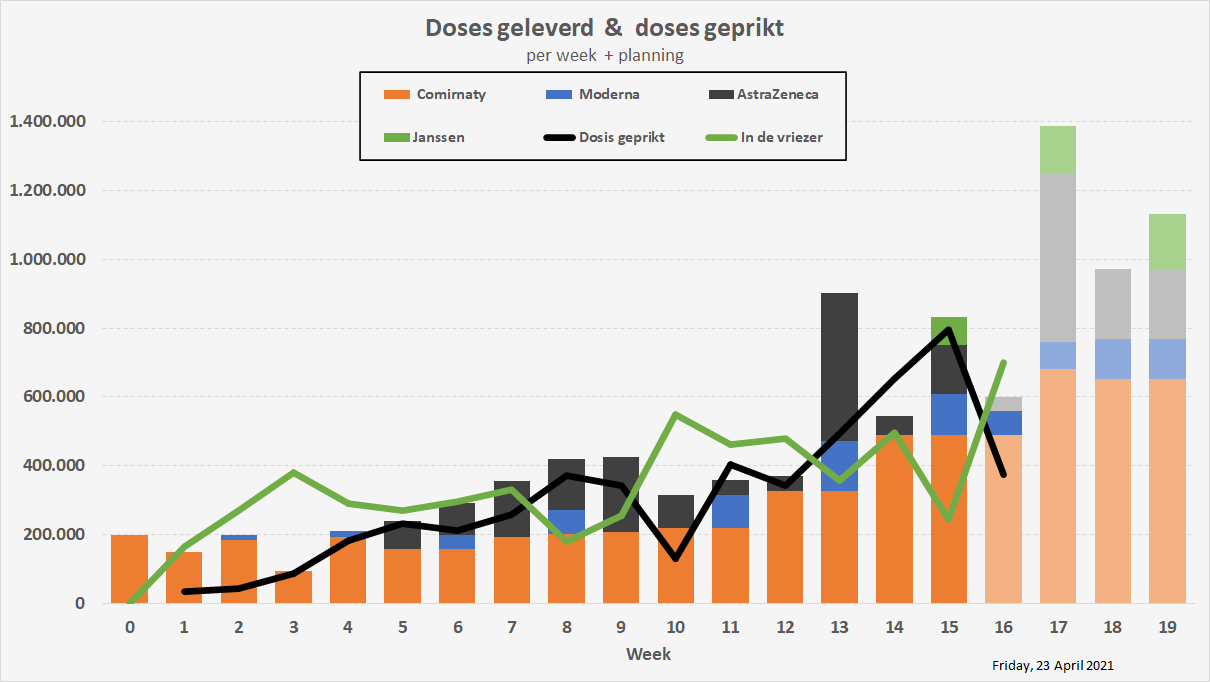 Doses geleverd & doses geprikt
per week + planning
Comirnaty Moderna AstraZeneca
Janssen Dosis geprikt In de vriezer
1.400.000
1.200.000
1.000.000
800.000
600.000
400.000
200.000
0
0 1 2 3 4 5 6 7 8 9 10 11 12 13 14 15 16 17 18 19
Week
Friday, 23 April 2021